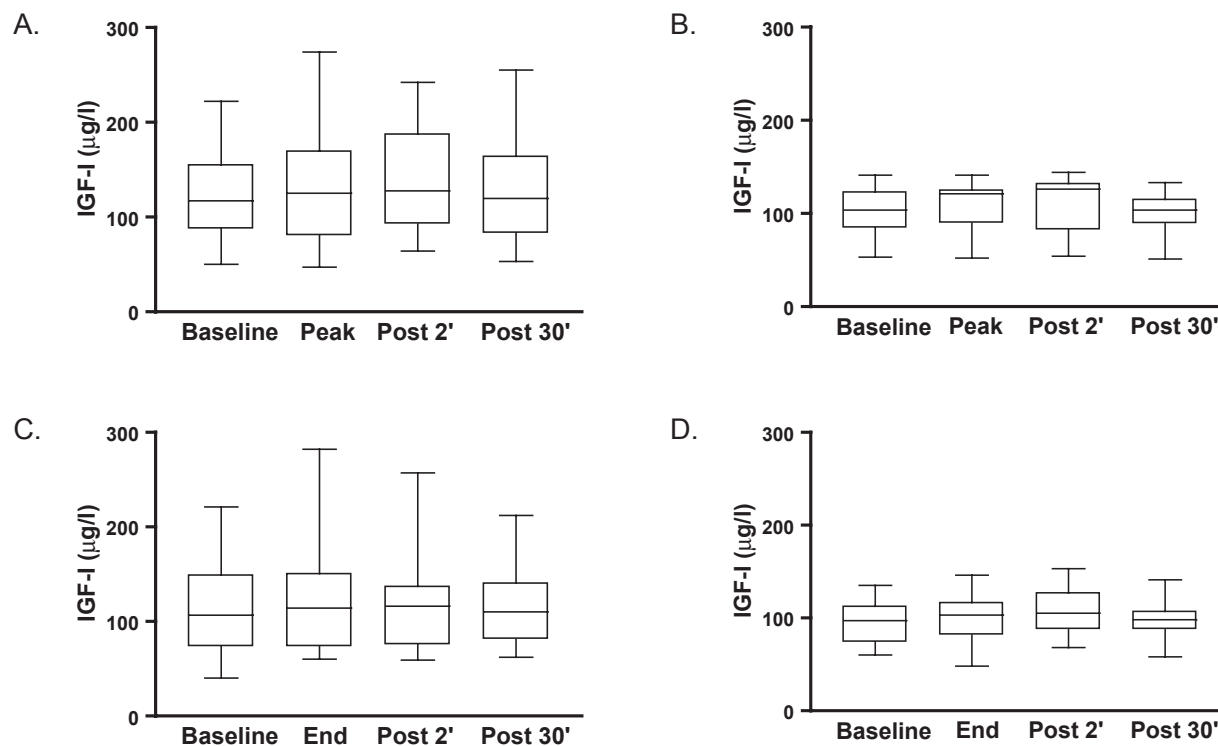 A.
300
200
100
0
IGF-I (μg/l)
Baseline Peak Post 2' Post 30'
B.
300
200
100
0
IGF-I (μg/l)
Baseline Peak Post 2' Post 30'
C.
300
200
100
0
IGF-I (μg/l)
Baseline End Post 2' Post 30'
D.
300
200
100
0
IGF-I (μg/l)
Baseline End Post 2' Post 30'